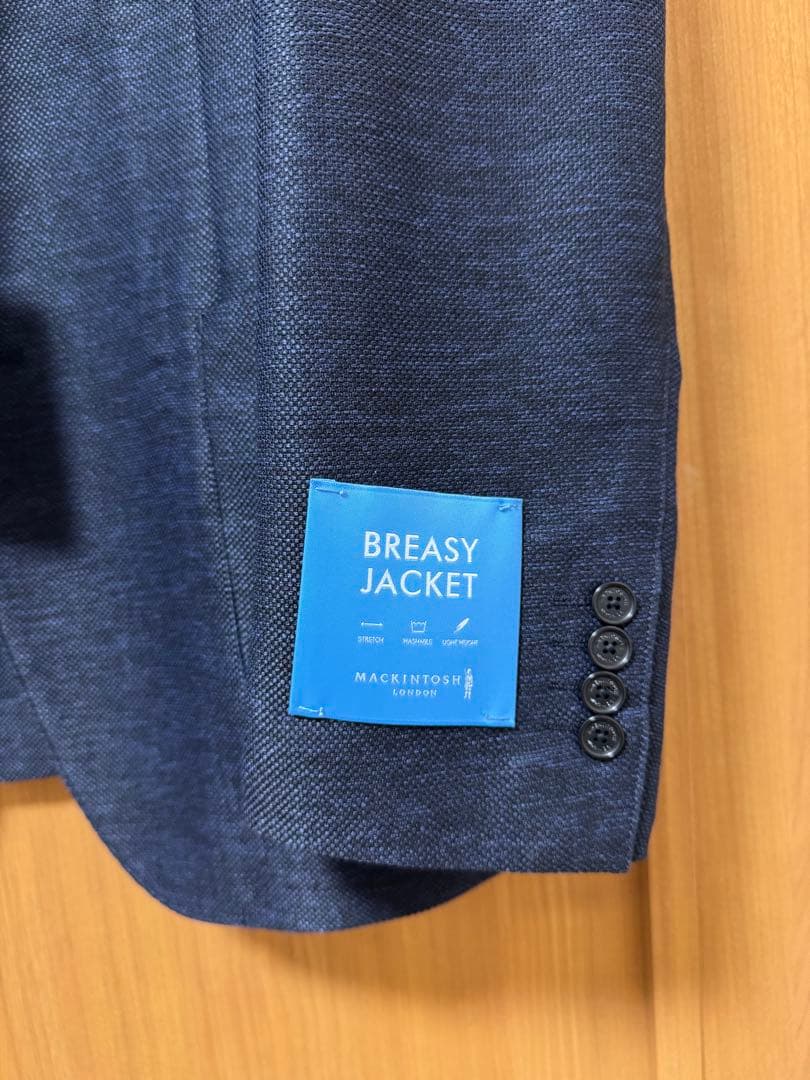 BREASY
JACKET
STRETCH WASHABLE LIGHT WEIGHT
MACKINTOSH
LONDON